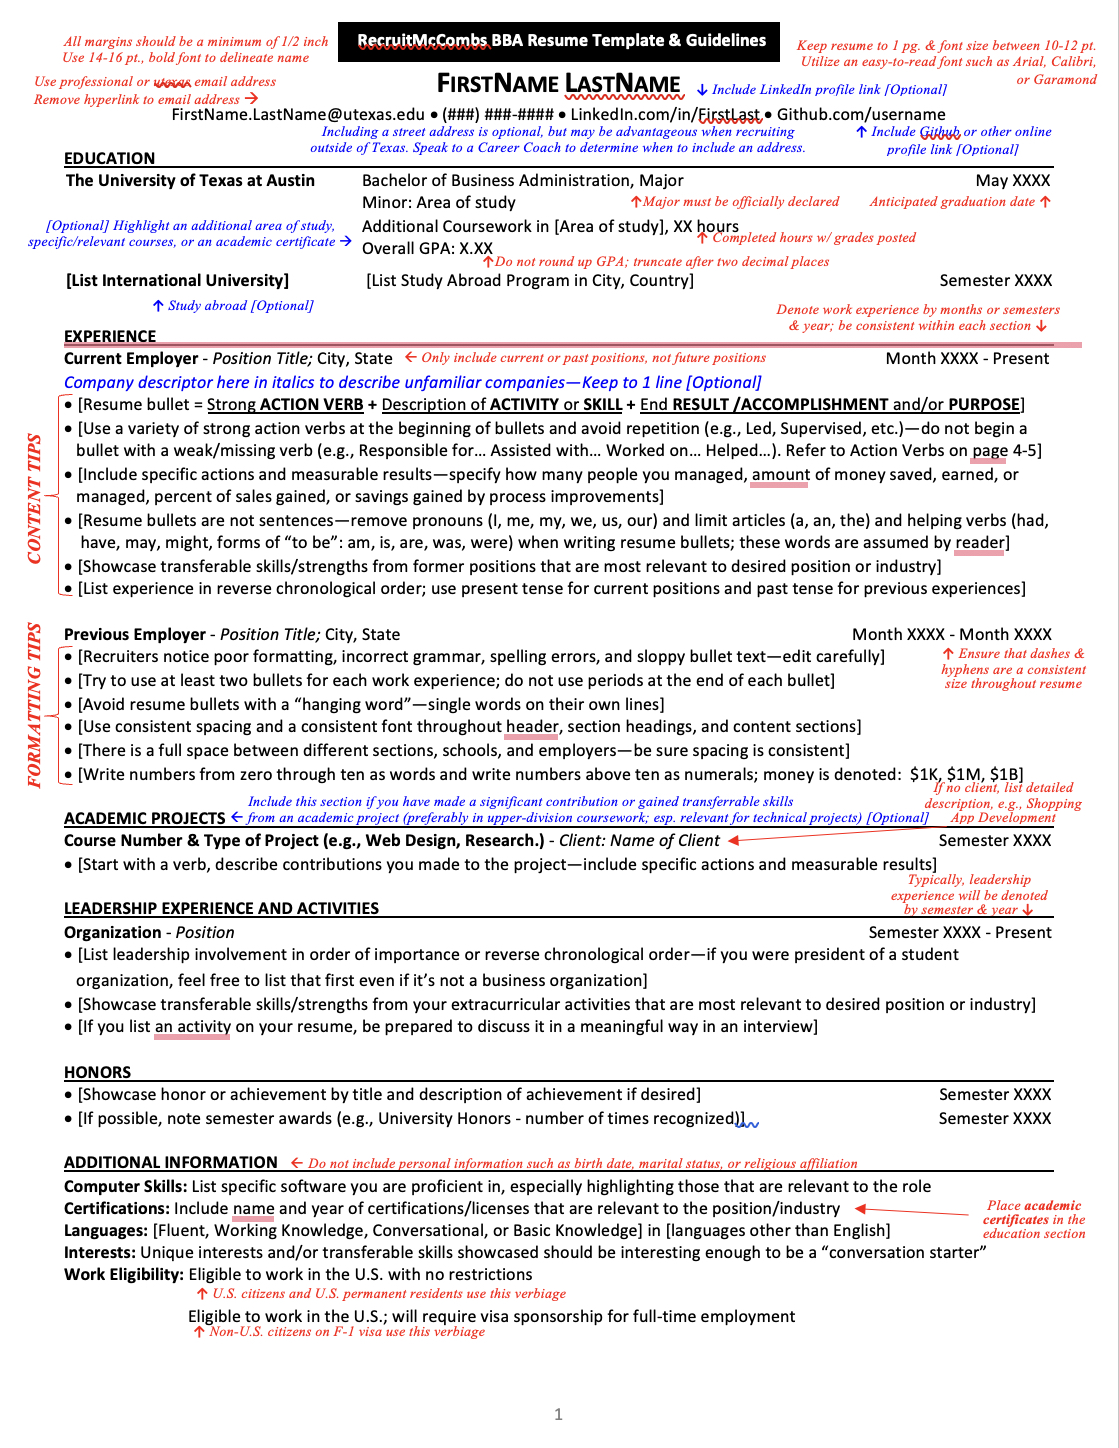 RecruitMcCombs BBA Resume Template & Guidelines
All margins should be a minimum of 1/2 inch
Use 14-16 pt., bold font to delineate name
Keep resume to 1 pg. & font size between 10-12 pt.
Utilize an easy-to-read font such as Arial, Calibri,
or Garamond
Use professional or utexas email address
Remove hyperlink to email address →
FIRSTNAME LASTNAME
↓ Include LinkedIn profile link [Optional]
FirstName.LastName@utexas.edu • (###) ###-#### • LinkedIn.com/in/FirstLast • Github.com/username
Including a street address is optional, but may be advantageous when recruiting
outside of Texas. Speak to a Career Coach to determine when to include an address.
↑ Include Github or other online
profile link [Optional]
EDUCATION
The University of Texas at Austin Bachelor of Business Administration, Major May XXXX
Minor: Area of study ↑Major must be officially declared Anticipated graduation date ↑
[Optional] Highlight an additional area of study,
specific/relevant courses, or an academic certificate →
Additional Coursework in [Area of study], XX hours
↑ Completed hours w/ grades posted
Overall GPA: X.XX
↑Do not round up GPA; truncate after two decimal places
[List International University] [List Study Abroad Program in City, Country] Semester XXXX
↑ Study abroad [Optional]
Denote work experience by months or semesters
& year; be consistent within each section ↓
EXPERIENCE
Current Employer - Position Title; City, State ← Only include current or past positions, not future positions Month XXXX - Present
Company descriptor here in italics to describe unfamiliar companies—Keep to 1 line [Optional]
CONTENT TIPS
• [Resume bullet = Strong ACTION VERB + Description of ACTIVITY or SKILL + End RESULT /ACCOMPLISHMENT and/or PURPOSE]
• [Use a variety of strong action verbs at the beginning of bullets and avoid repetition (e.g., Led, Supervised, etc.)—do not begin a
bullet with a weak/missing verb (e.g., Responsible for… Assisted with… Worked on… Helped…). Refer to Action Verbs on page 4-5]
• [Include specific actions and measurable results—specify how many people you managed, amount of money saved, earned, or
managed, percent of sales gained, or savings gained by process improvements]
• [Resume bullets are not sentences—remove pronouns (I, me, my, we, us, our) and limit articles (a, an, the) and helping verbs (had,
have, may, might, forms of “to be”: am, is, are, was, were) when writing resume bullets; these words are assumed by reader]
• [Showcase transferable skills/strengths from former positions that are most relevant to desired position or industry]
• [List experience in reverse chronological order; use present tense for current positions and past tense for previous experiences]
Previous Employer - Position Title; City, State Month XXXX - Month XXXX
FORMATTING TIPS
• [Recruiters notice poor formatting, incorrect grammar, spelling errors, and sloppy bullet text—edit carefully]
↑ Ensure that dashes &
hyphens are a consistent
size throughout resume
• [Try to use at least two bullets for each work experience; do not use periods at the end of each bullet]
• [Avoid resume bullets with a “hanging word”—single words on their own lines]
• [Use consistent spacing and a consistent font throughout header, section headings, and content sections]
• [There is a full space between different sections, schools, and employers—be sure spacing is consistent]
• [Write numbers from zero through ten as words and write numbers above ten as numerals; money is denoted: $1K, $1M, $1B]
If no client, list detailed
description, e.g., Shopping
App Development
Include this section if you have made a significant contribution or gained transferrable skills
ACADEMIC PROJECTS ← from an academic project (preferably in upper-division coursework; esp. relevant for technical projects) [Optional]
Course Number & Type of Project (e.g., Web Design, Research.) - Client: Name of Client Semester XXXX
• [Start with a verb, describe contributions you made to the project—include specific actions and measurable results]
Typically, leadership
experience will be denoted
by semester & year ↓
LEADERSHIP EXPERIENCE AND ACTIVITIES
Organization - Position Semester XXXX - Present
• [List leadership involvement in order of importance or reverse chronological order—if you were president of a student
organization, feel free to list that first even if it’s not a business organization]
• [Showcase transferable skills/strengths from your extracurricular activities that are most relevant to desired position or industry]
• [If you list an activity on your resume, be prepared to discuss it in a meaningful way in an interview]
HONORS
• [Showcase honor or achievement by title and description of achievement if desired] Semester XXXX
• [If possible, note semester awards (e.g., University Honors - number of times recognized)] Semester XXXX
ADDITIONAL INFORMATION ← Do not include personal information such as birth date, marital status, or religious affiliation
Computer Skills: List specific software you are proficient in, especially highlighting those that are relevant to the role
Certifications: Include name and year of certifications/licenses that are relevant to the position/industry
Place academic
certificates in the
education section
Languages: [Fluent, Working Knowledge, Conversational, or Basic Knowledge] in [languages other than English]
Interests: Unique interests and/or transferable skills showcased should be interesting enough to be a “conversation starter”
Work Eligibility: Eligible to work in the U.S. with no restrictions
↑ U.S. citizens and U.S. permanent residents use this verbiage
Eligible to work in the U.S.; will require visa sponsorship for full-time employment
↑ Non-U.S. citizens on F-1 visa use this verbiage
1